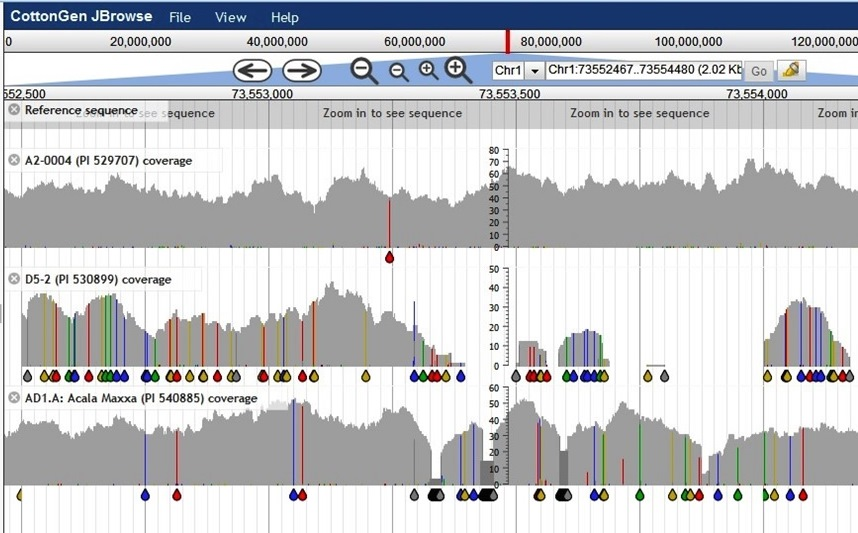 CottonGen JBrowse File View Help
0 20,000,000 40,000,000 60,000,000 80,000,000 100,000,000 120,000,000
Chr1 Chr1:73552467..73554480 (2.02 Kb Go
552,500 73,553,000 73,553,500 73,554,000
Reference sequence
Zoom in to see sequence Zoom in to see sequence Zoom in to see sequence Zoom in
A2-0004 (PI 529707) coverage
80
70
60
50
40
30
20
10
0
D5-2 (PI 530899) coverage
50
40
30
20
10
0
AD1.A: Acala Maxxa (PI 540885) coverage
60
50
40
30
20
10
0